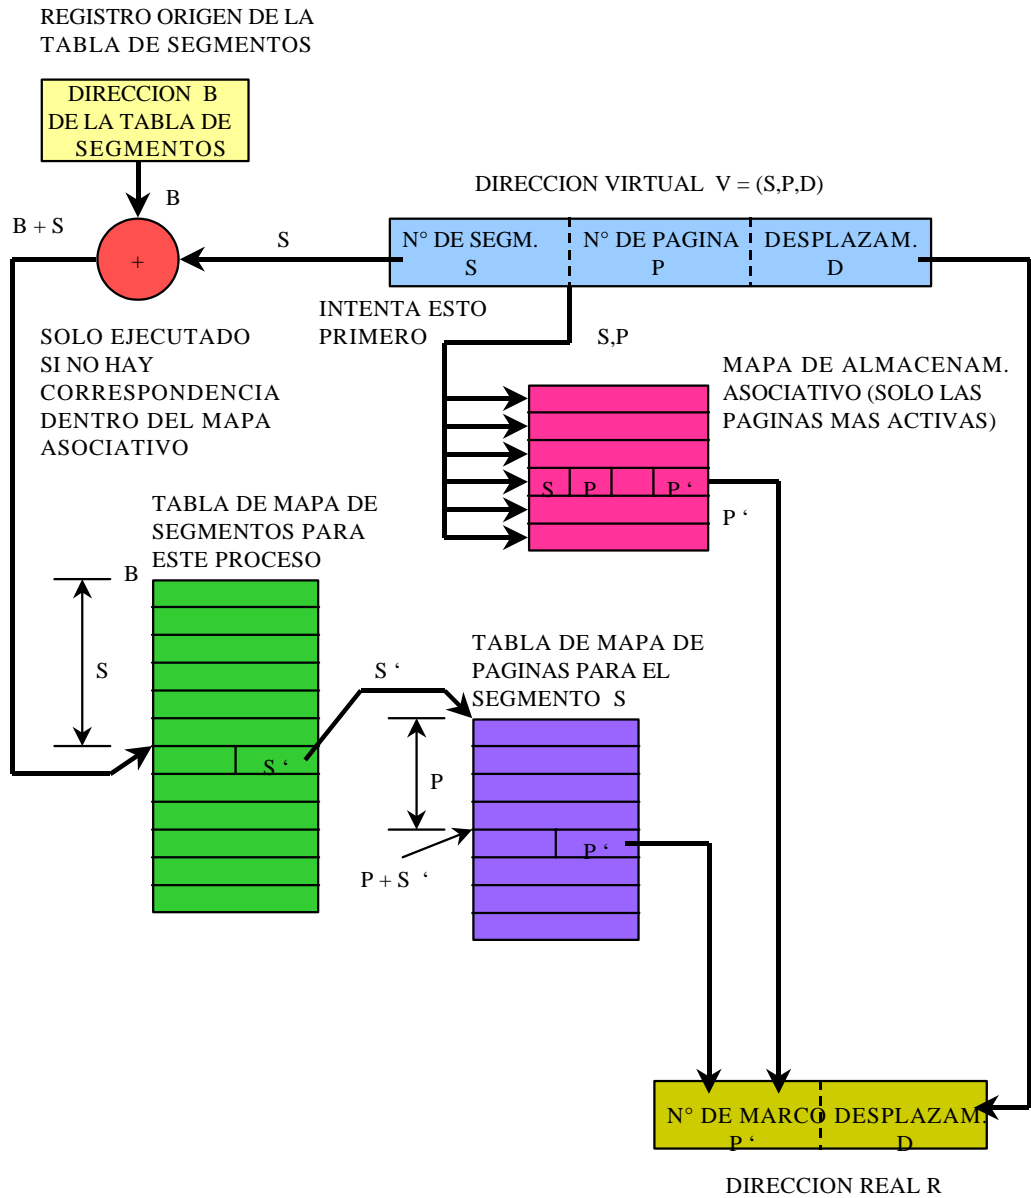 REGISTRO ORIGEN DE LA
TABLA DE SEGMENTOS
DIRECCION B
DE LA TABLA DE
SEGMENTOS
B
DIRECCION VIRTUAL V = (S,P,D)
B + S
S
+
N° DE SEGM.
S
N° DE PAGINA
P
DESPLAZAM.
D
INTENTA ESTO
PRIMERO
S,P
SOLO EJECUTADO
SI NO HAY
CORRESPONDENCIA
DENTRO DEL MAPA
ASOCIATIVO
MAPA DE ALMACENAM.
ASOCIATIVO (SOLO LAS
PAGINAS MAS ACTIVAS)
S
P
P ‘
P ‘
TABLA DE MAPA DE
SEGMENTOS PARA
ESTE PROCESO
B
S
S ‘
S ‘
TABLA DE MAPA DE
PAGINAS PARA EL
SEGMENTO S
P
P + S ‘
P ‘
N° DE MARCO
P ‘
DESPLAZAM.
D
DIRECCION REAL R